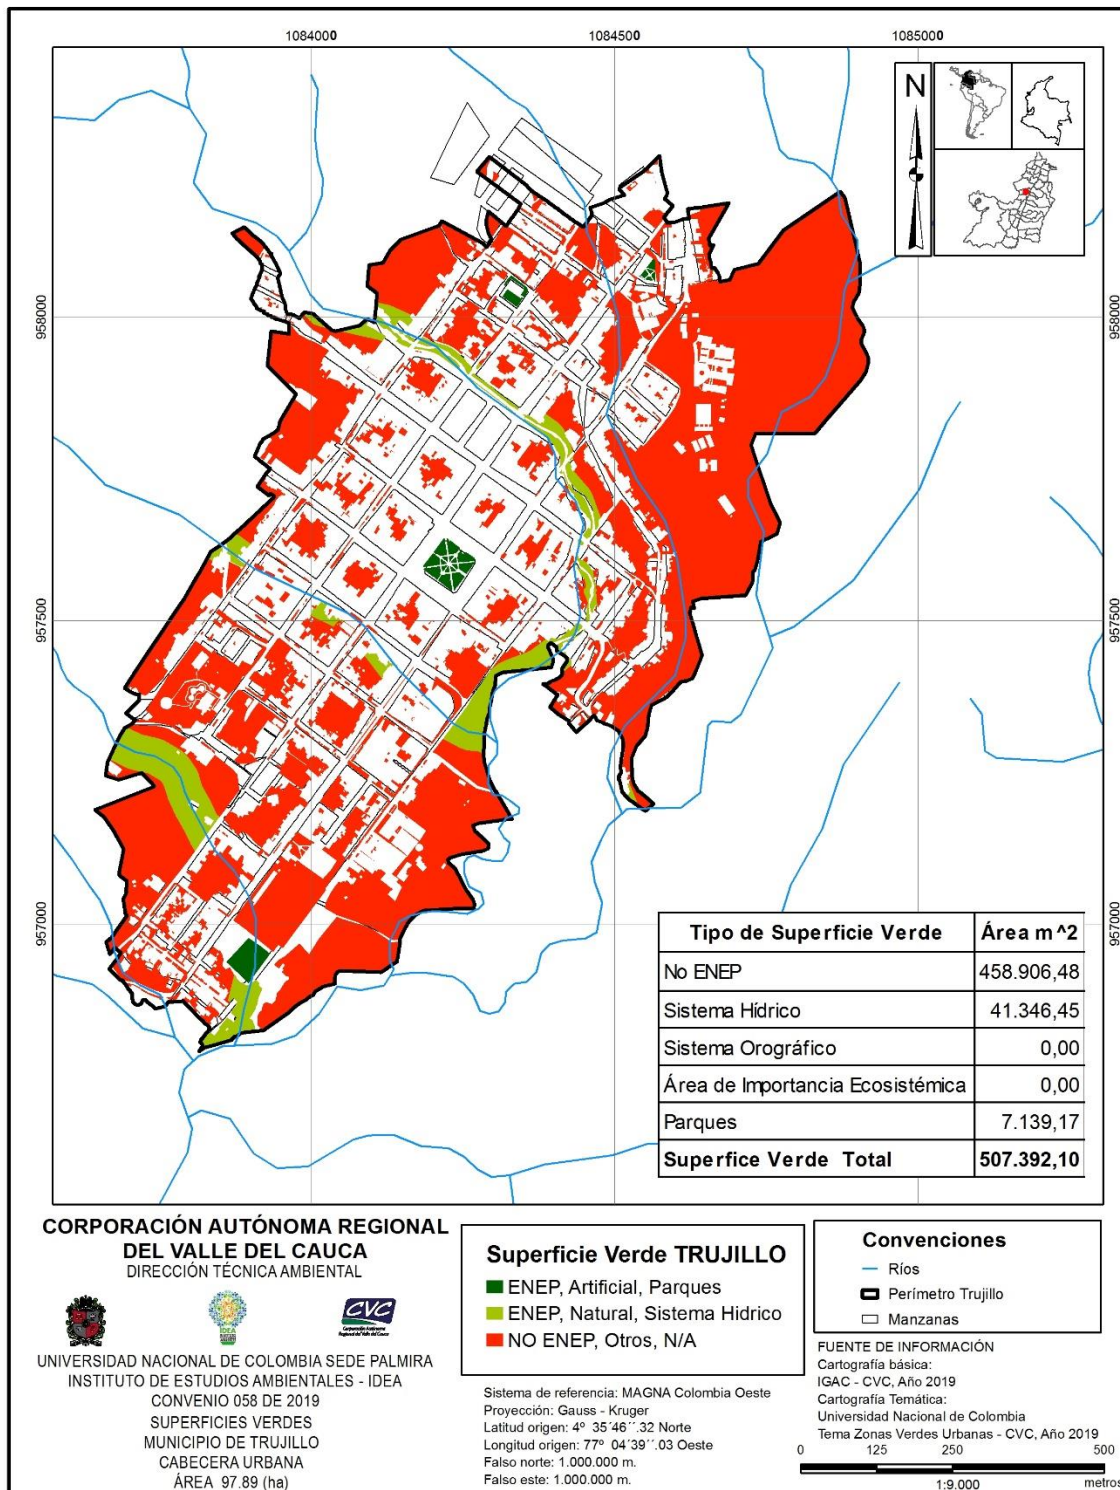 1084000
1084500
1085000
N
958000
958000
957500
957500
957000
957000
Tipo de Superficie Verde Área m ^2
No ENEP 458.906,48
Sistema Hídrico 41.346,45
Sistema Orográfico 0,00
Área de Importancia Ecosistémica 0,00
Parques 7.139,17
Superfice Verde Total 507.392,10
CORPORACIÓN AUTÓNOMA REGIONAL
DEL VALLE DEL CAUCA
DIRECCIÓN TÉCNICA AMBIENTAL
IDEA
CVC
Corporación Autónoma
Regional del Valle del Cauca
UNIVERSIDAD NACIONAL DE COLOMBIA SEDE PALMIRA
INSTITUTO DE ESTUDIOS AMBIENTALES - IDEA
CONVENIO 058 DE 2019
SUPERFICIES VERDES
MUNICIPIO DE TRUJILLO
CABECERA URBANA
ÁREA 97.89 (ha)
Superficie Verde TRUJILLO
ENEP, Artificial, Parques
ENEP, Natural, Sistema Hidrico
NO ENEP, Otros, N/A
Sistema de referencia: MAGNA Colombia Oeste
Proyección: Gauss - Kruger
Latitud origen: 4º 35´46´´.32 Norte
Longitud origen: 77º 04´39´´.03 Oeste
Falso norte: 1.000.000 m.
Falso este: 1.000.000 m.
Convenciones
Ríos
Perímetro Trujillo
Manzanas
FUENTE DE INFORMACIÓN
Cartografía básica:
IGAC - CVC, Año 2019
Cartografía Temática:
Universidad Nacional de Colombia
Tema Zonas Verdes Urbanas - CVC, Año 2019
0 125 250 500
1:9.000 metros